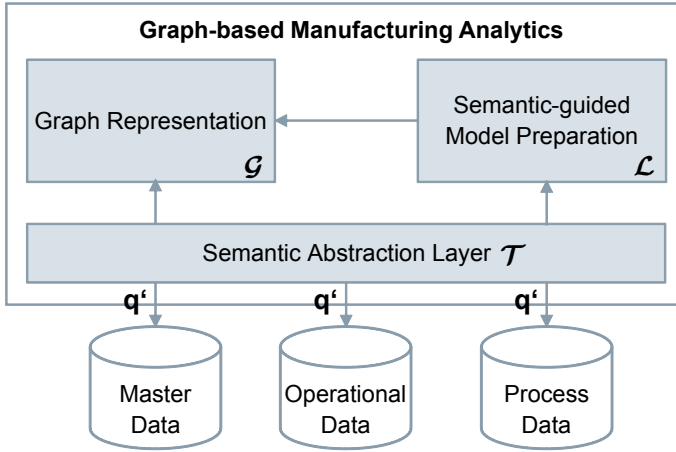 Graph-based Manufacturing Analytics
Graph Representation
𝓖
Semantic-guided
Model Preparation
𝓛
Semantic Abstraction Layer 𝓣
q‘
q‘
q‘
Master
Data
Operational
Data
Process
Data